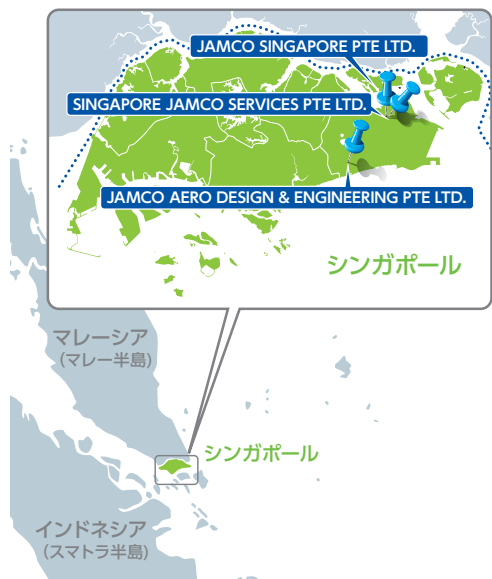 JAMCO SINGAPORE PTE LTD.
SINGAPORE JAMCO SERVICES PTE LTD.
JAMCO AERO DESIGN & ENGINEERING PTE LTD.
シンガポール
マレーシア
（マレー半島）
シンガポール
インドネシア
（スマトラ半島）